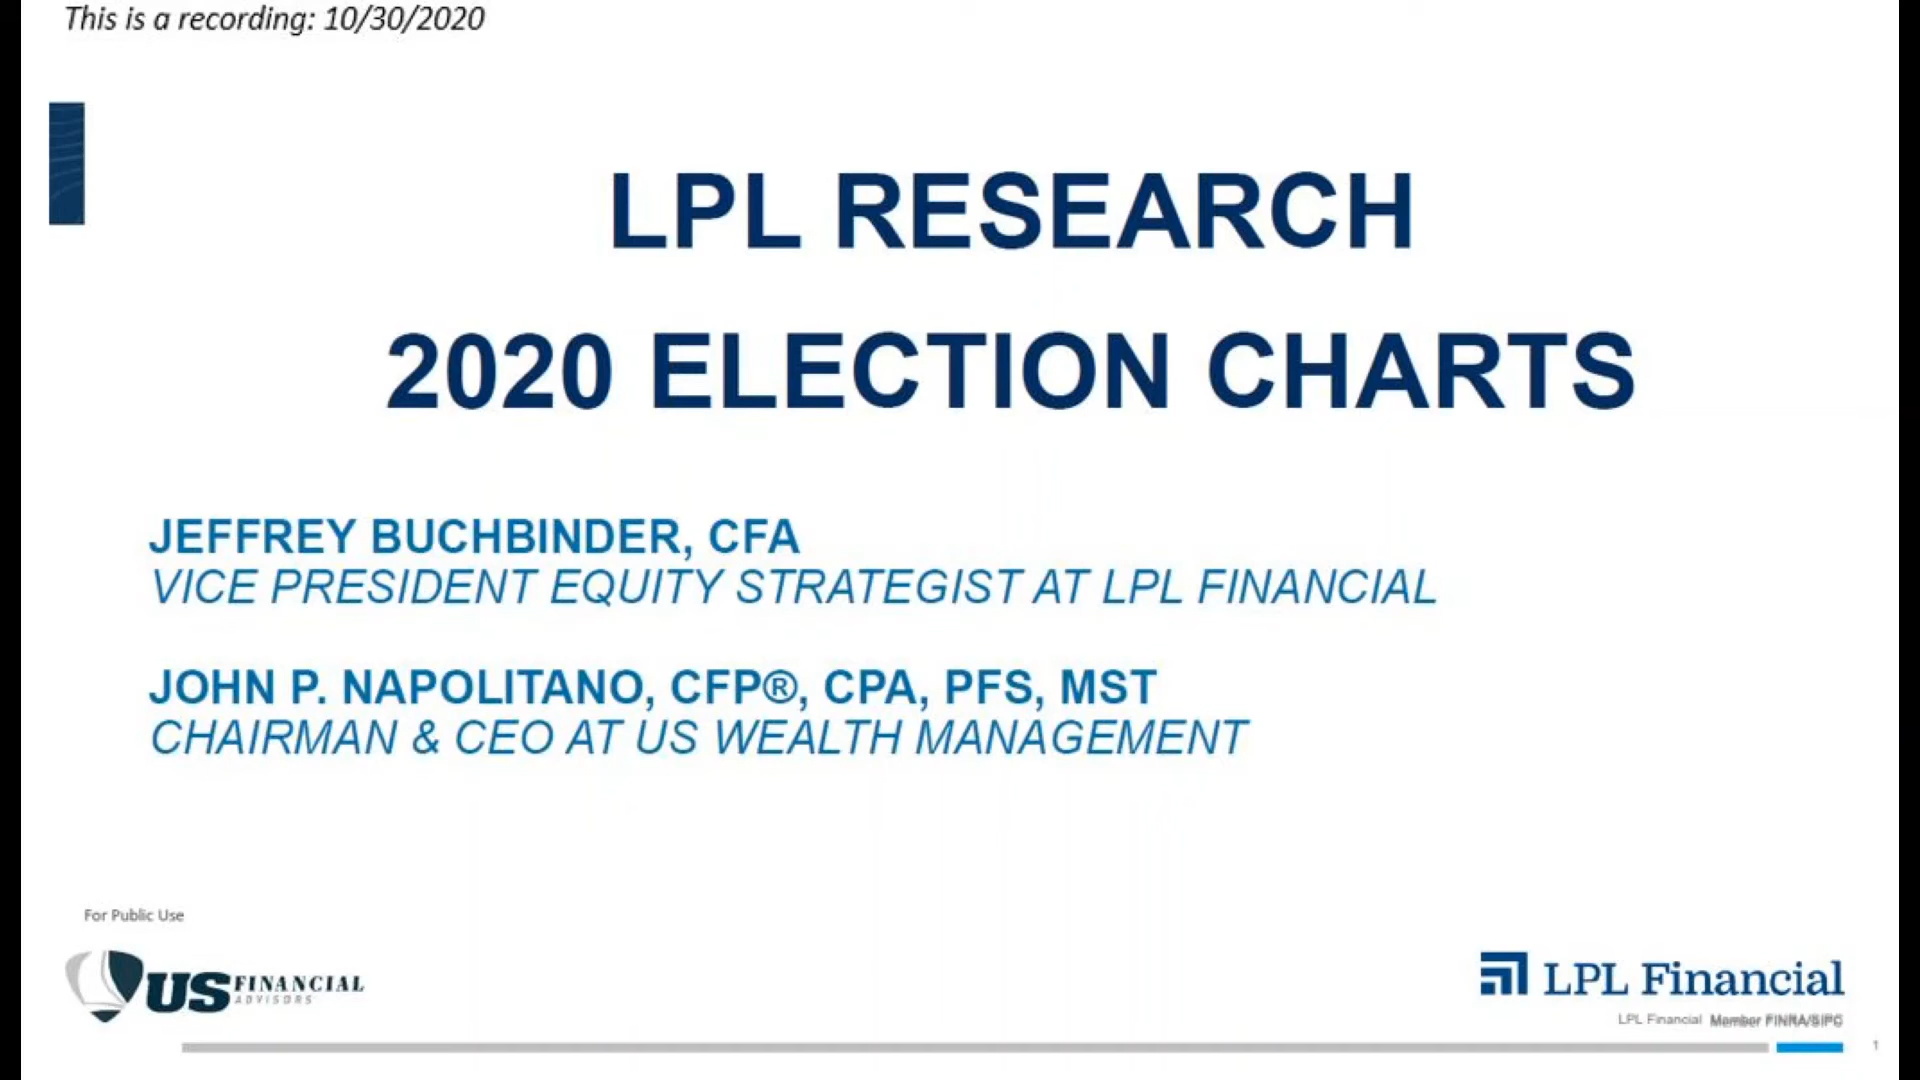 This is a recording: 10/30/2020
LPL RESEARCH
2020 ELECTION CHARTS
JEFFREY BUCHBINDER, CFA
VICE PRESIDENT EQUITY STRATEGIST AT LPL FINANCIAL
JOHN P. NAPOLITANO, CFP®, CPA, PFS, MST
CHAIRMAN & CEO AT US WEALTH MANAGEMENT
For Public Use
US FINANCIAL
ADVISORS
LPL Financial
LPL Financial Member FINRA/SIPC
1